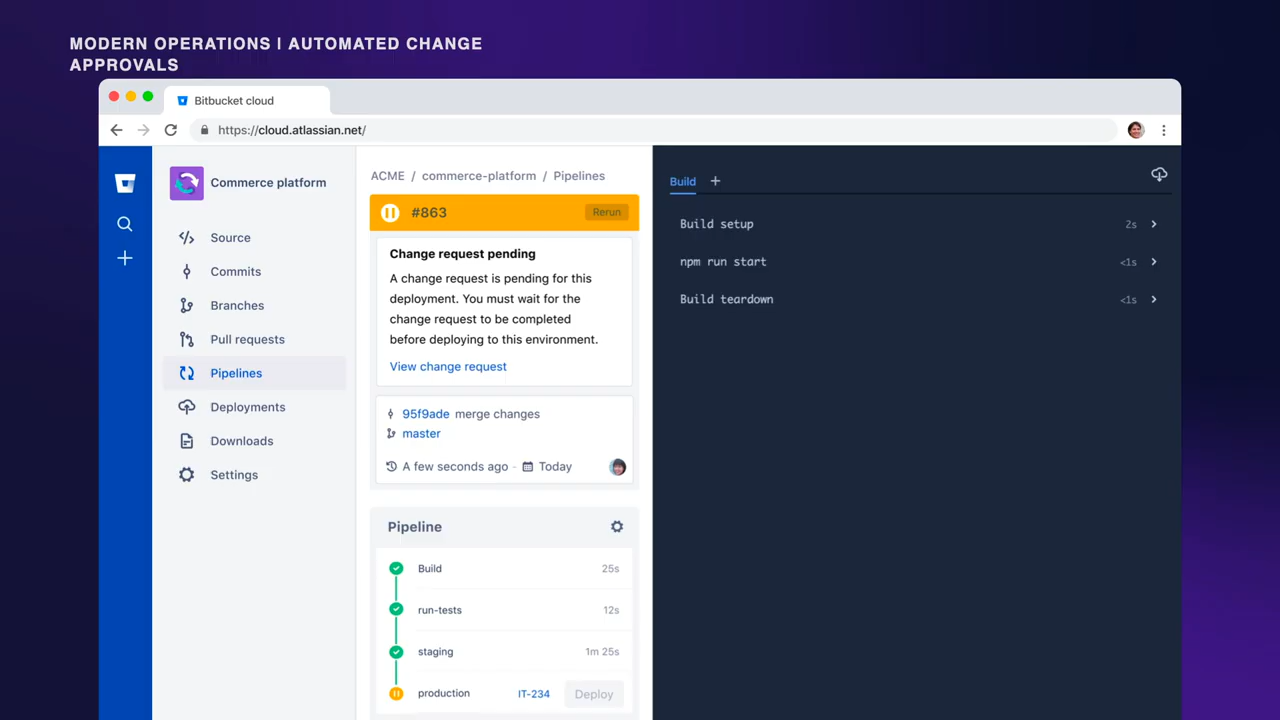 MODERN OPERATIONS | AUTOMATED CHANGE
APPROVALS
Bitbucket cloud
https://cloud.atlassian.net/
Commerce platform
Source
Commits
Branches
Pull requests
Pipelines
Deployments
Downloads
Settings
ACME / commerce-platform / Pipelines
#863 Rerun
Change request pending
A change request is pending for this
deployment. You must wait for the
change request to be completed
before deploying to this environment.
View change request
95f9ade merge changes
master
A few seconds ago · Today
Pipeline
Build 25s
run-tests 12s
staging 1m 25s
production IT-234 Deploy
Build +
Build setup 2s
npm run start <1s
Build teardown <1s